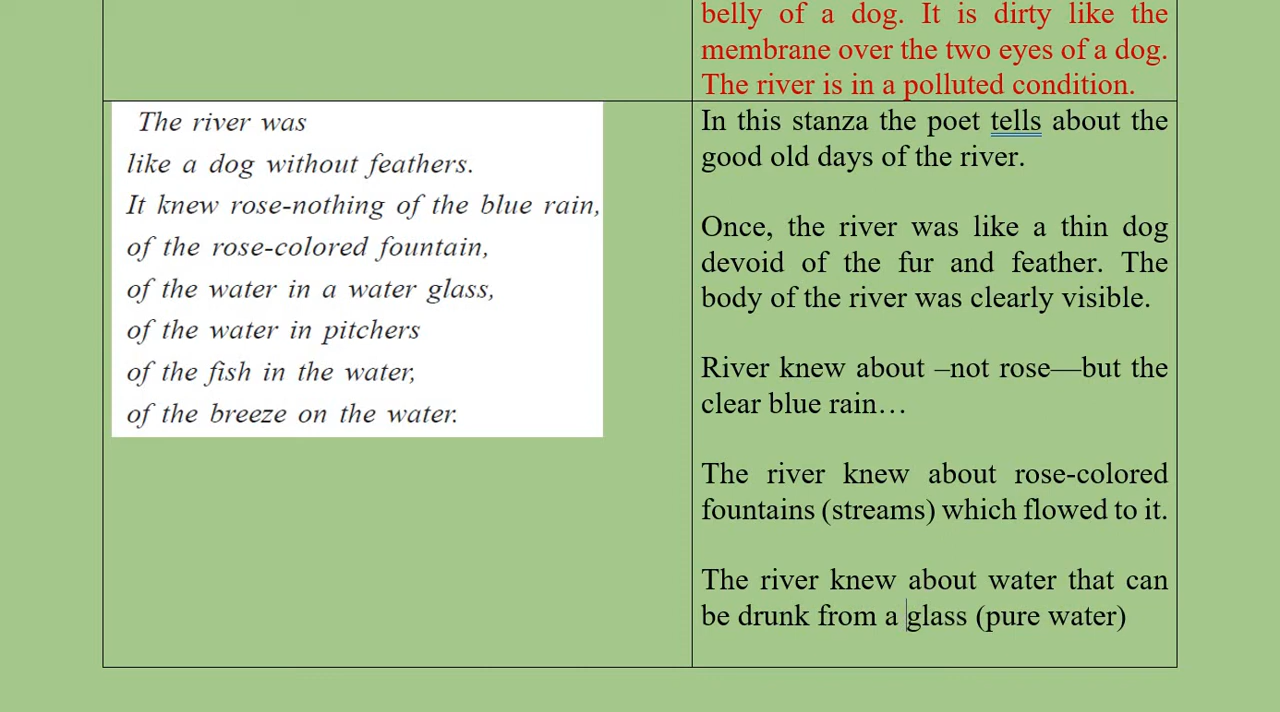 belly of a dog. It is dirty like the
membrane over the two eyes of a dog.
The river is in a polluted condition.
The river was
like a dog without feathers.
It knew rose-nothing of the blue rain,
of the rose-colored fountain,
of the water in a water glass,
of the water in pitchers
of the fish in the water,
of the breeze on the water.
In this stanza the poet tells about the
good old days of the river.
Once, the river was like a thin dog
devoid of the fur and feather. The
body of the river was clearly visible.
River knew about –not rose—but the
clear blue rain…
The river knew about rose-colored
fountains (streams) which flowed to it.
The river knew about water that can
be drunk from a glass (pure water)